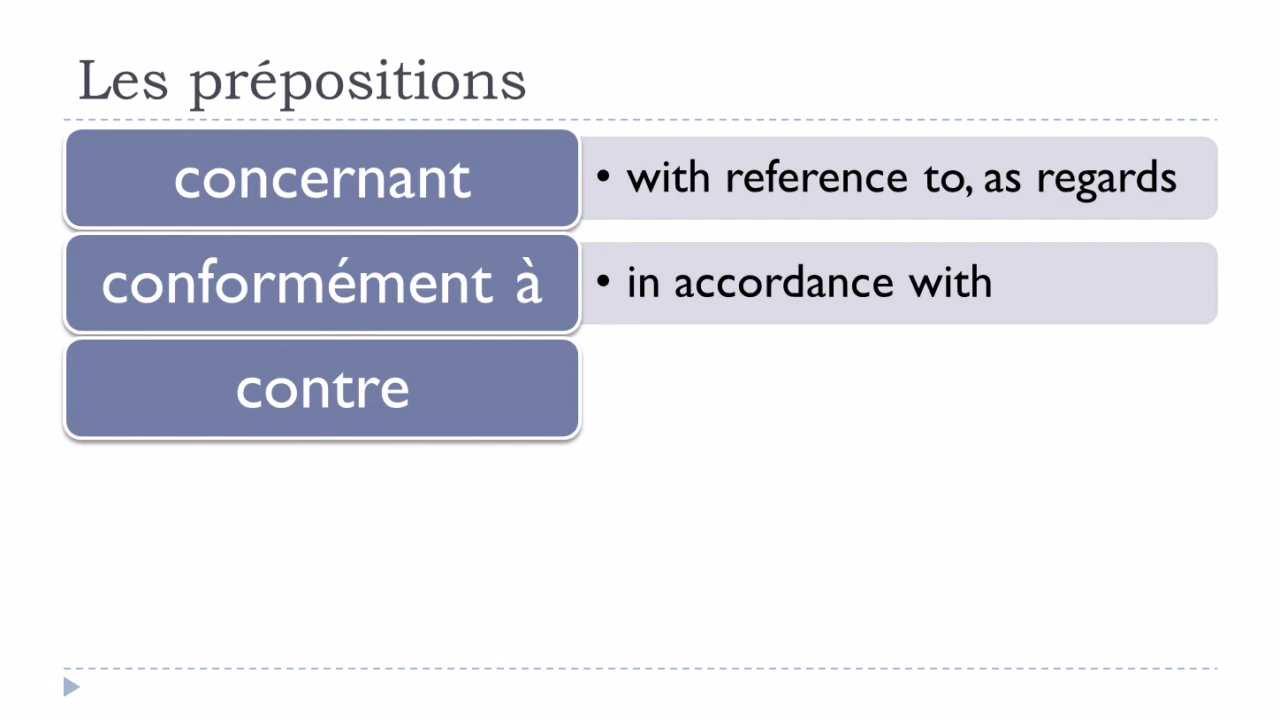 Les prépositions
concernant
• with reference to, as regards
conformément à
• in accordance with
contre